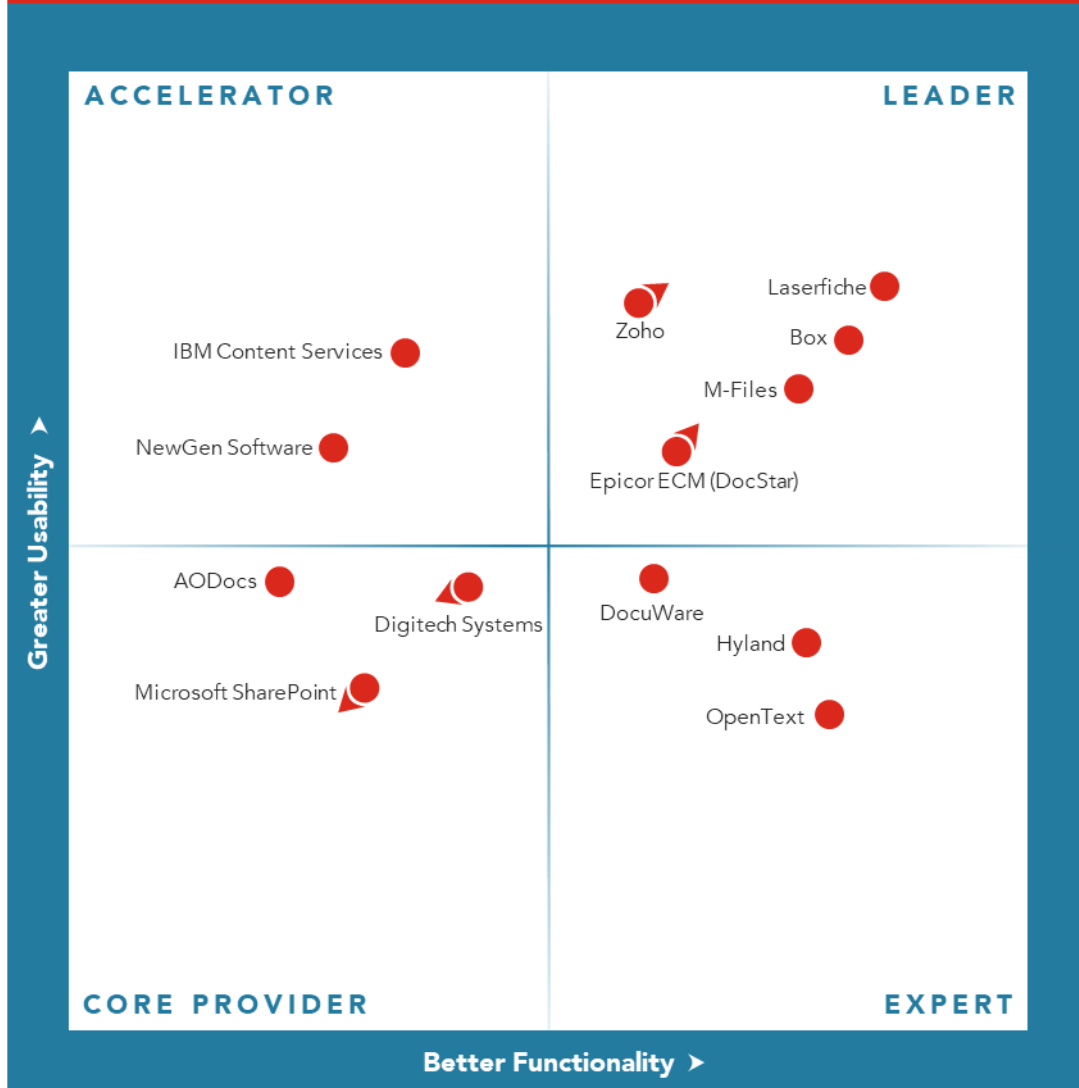 ACCELERATOR
LEADER
Laserfiche
Zoho
Box
IBM Content Services
M-Files
NewGen Software
Epicor ECM (DocStar)
Greater Usability
AODocs
Digitech Systems
DocuWare
Hyland
Microsoft SharePoint
OpenText
CORE PROVIDER
EXPERT
Better Functionality